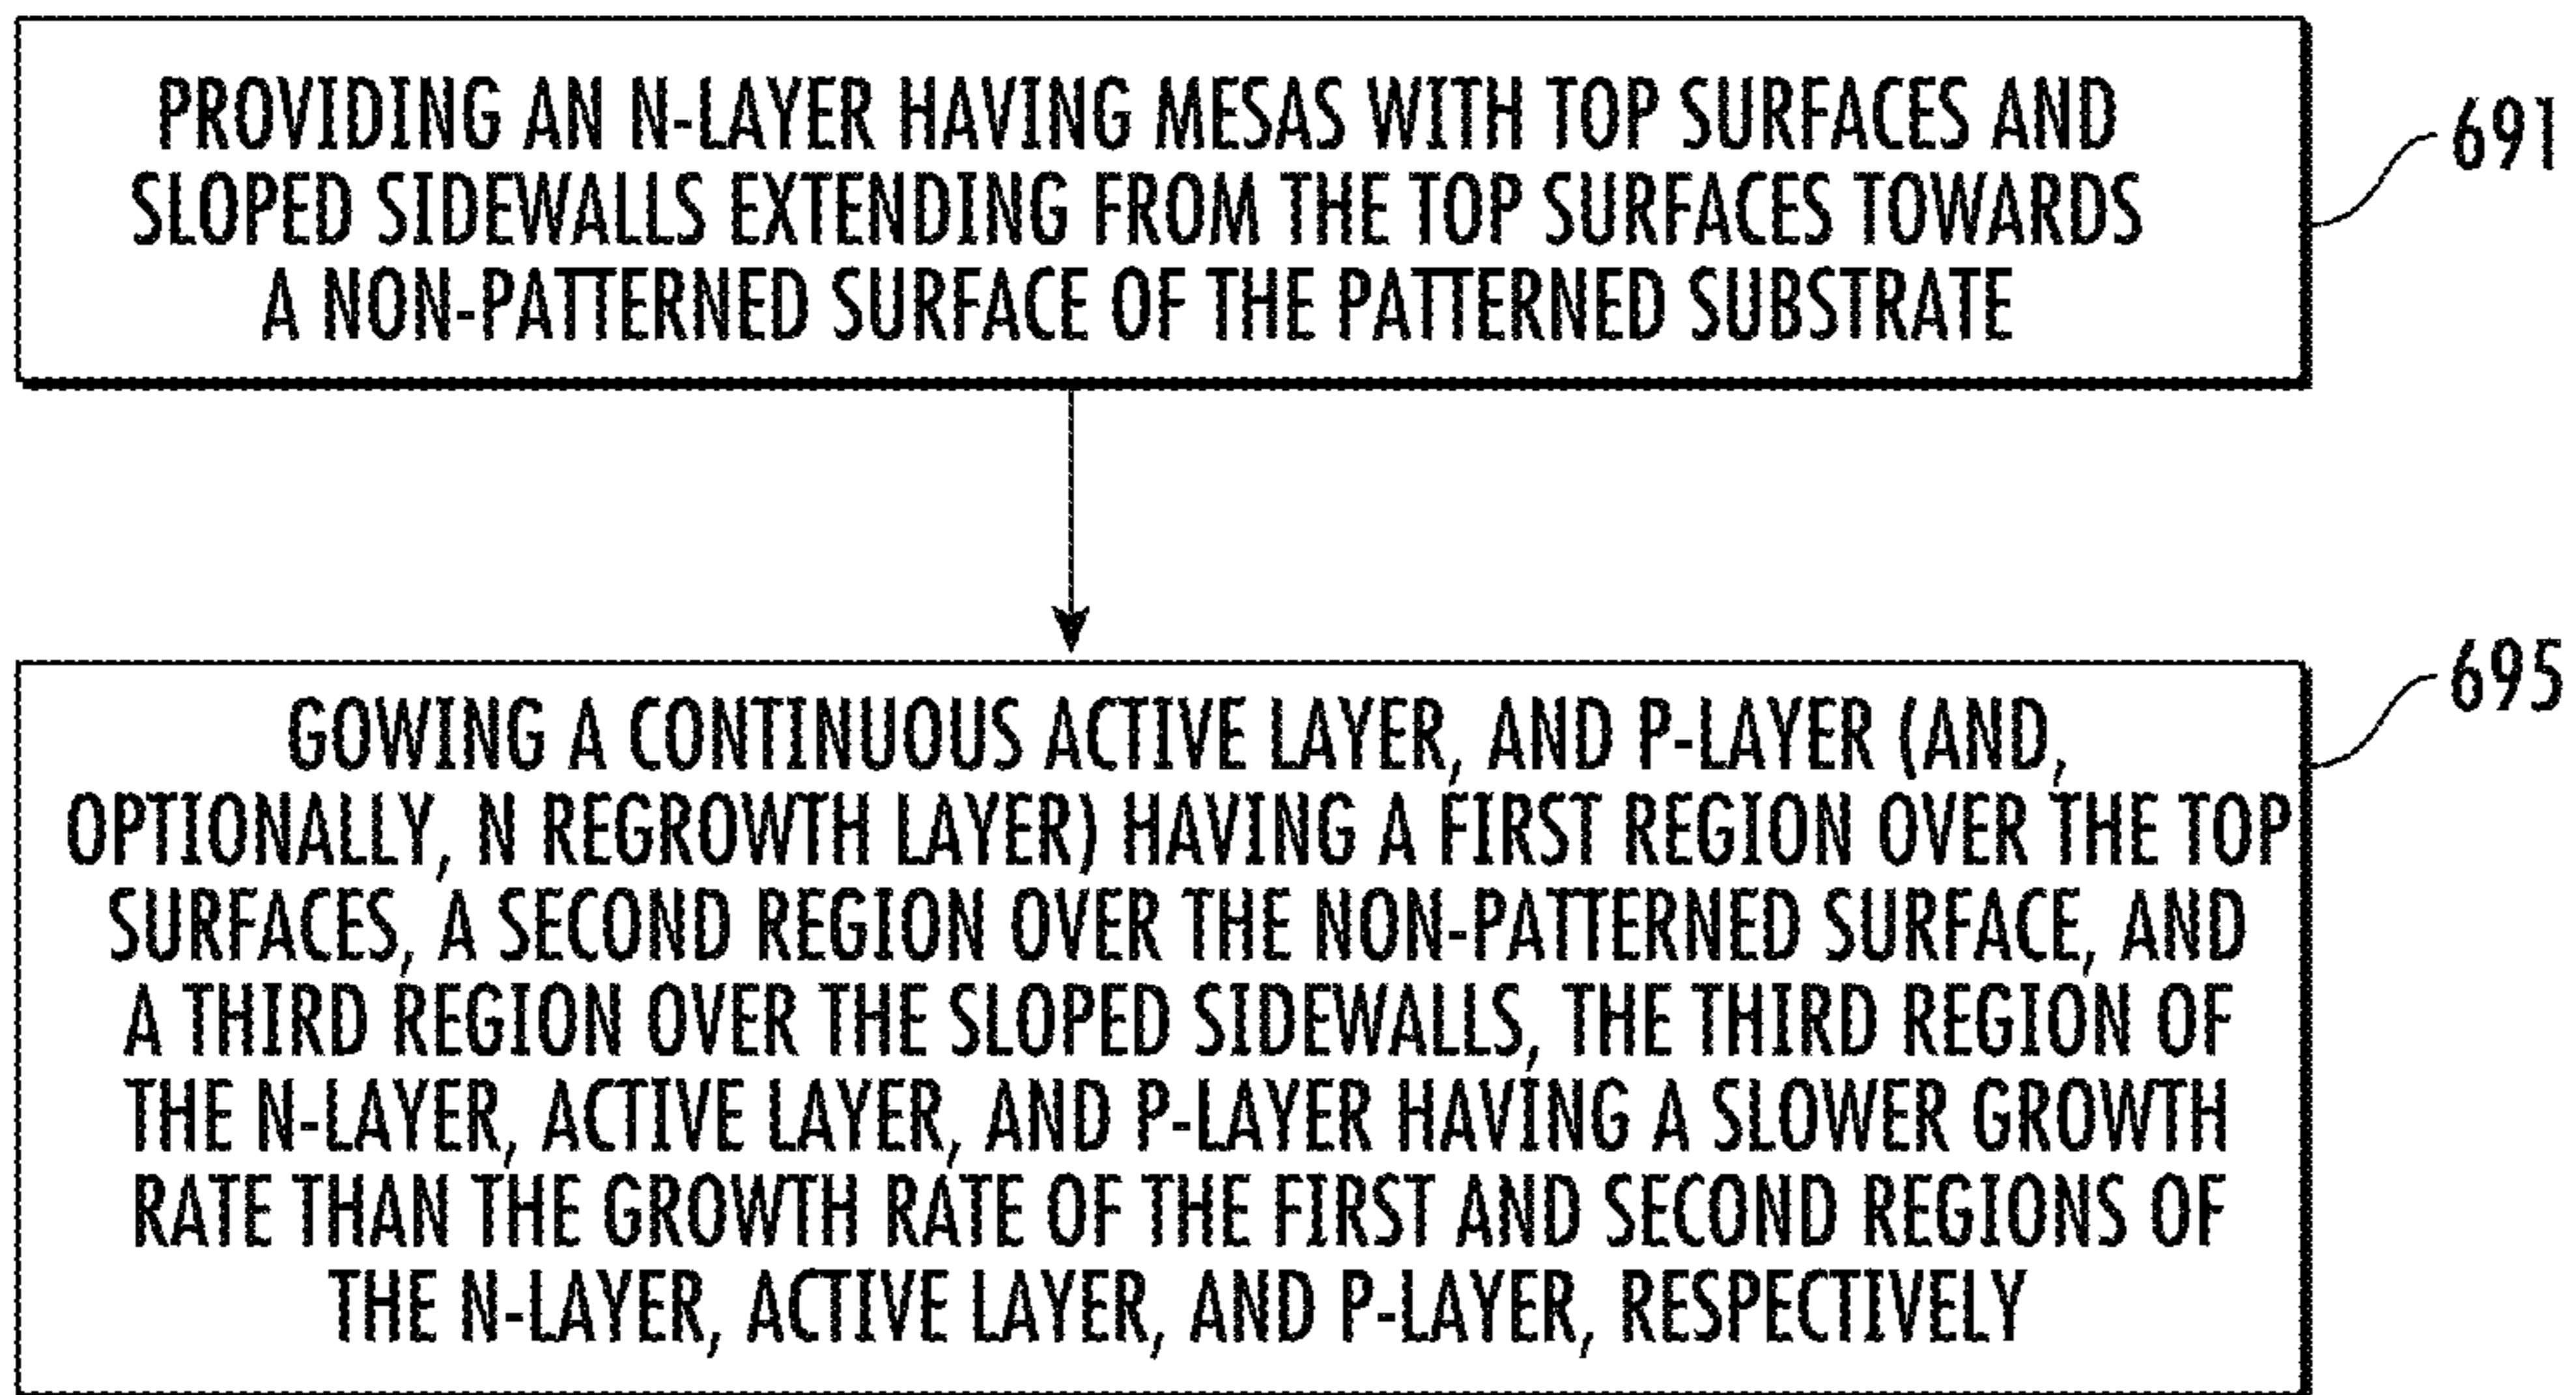 PROVIDING AN N-LAYER HAVING MESAS WITH TOP SURFACES AND
SLOPED SIDEWALLS EXTENDING FROM THE TOP SURFACES TOWARDS
A NON-PATTERNED SURFACE OF THE PATTERNED SUBSTRATE
691
GOWING A CONTINUOUS ACTIVE LAYER, AND P-LAYER (AND,
OPTIONALLY, N REGROWTH LAYER) HAVING A FIRST REGION OVER THE TOP
SURFACES, A SECOND REGION OVER THE NON-PATTERNED SURFACE, AND
A THIRD REGION OVER THE SLOPED SIDEWALLS, THE THIRD REGION OF
THE N-LAYER, ACTIVE LAYER, AND P-LAYER HAVING A SLOWER GROWTH
RATE THAN THE GROWTH RATE OF THE FIRST AND SECOND REGIONS OF
THE N-LAYER, ACTIVE LAYER, AND P-LAYER, RESPECTIVELY
695